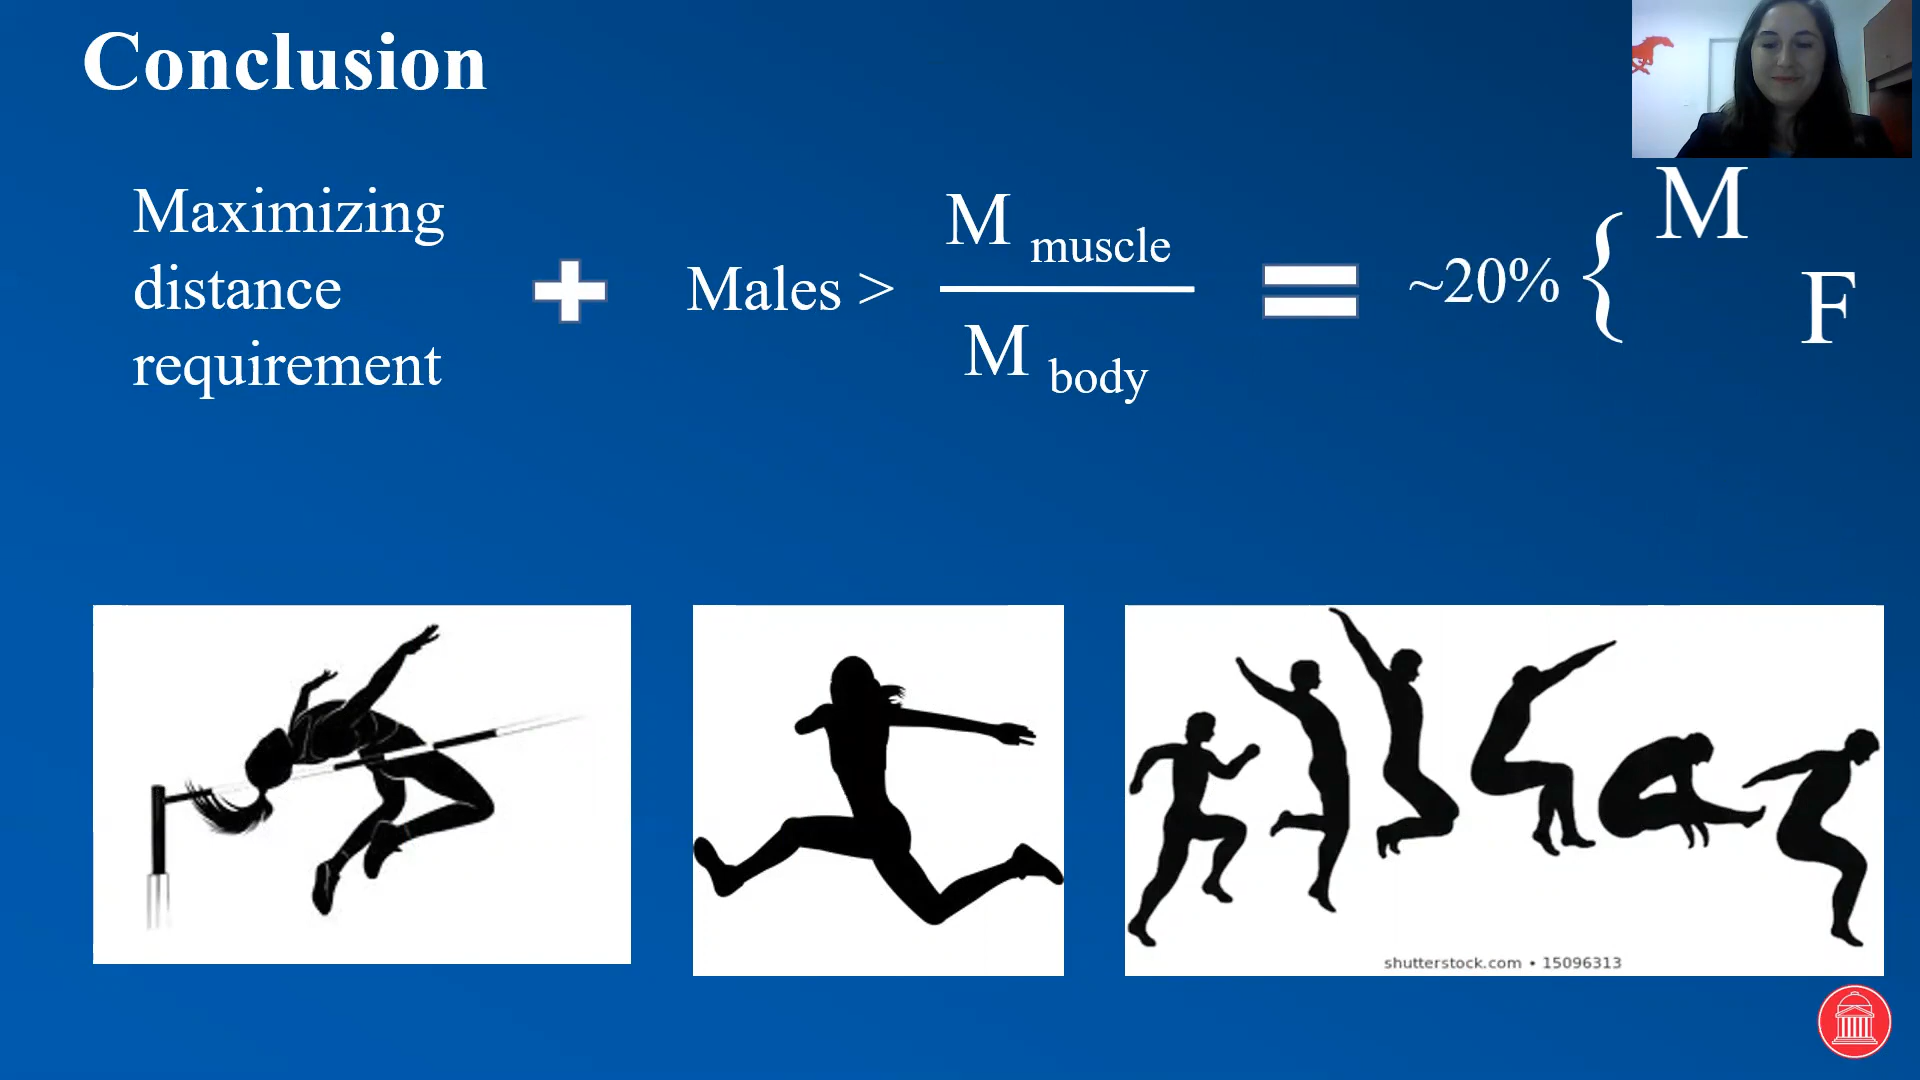 Conclusion
Maximizing
distance
requirement
Males >
M muscle
M body
~20%
M
F
shutterstock.com • 15096313